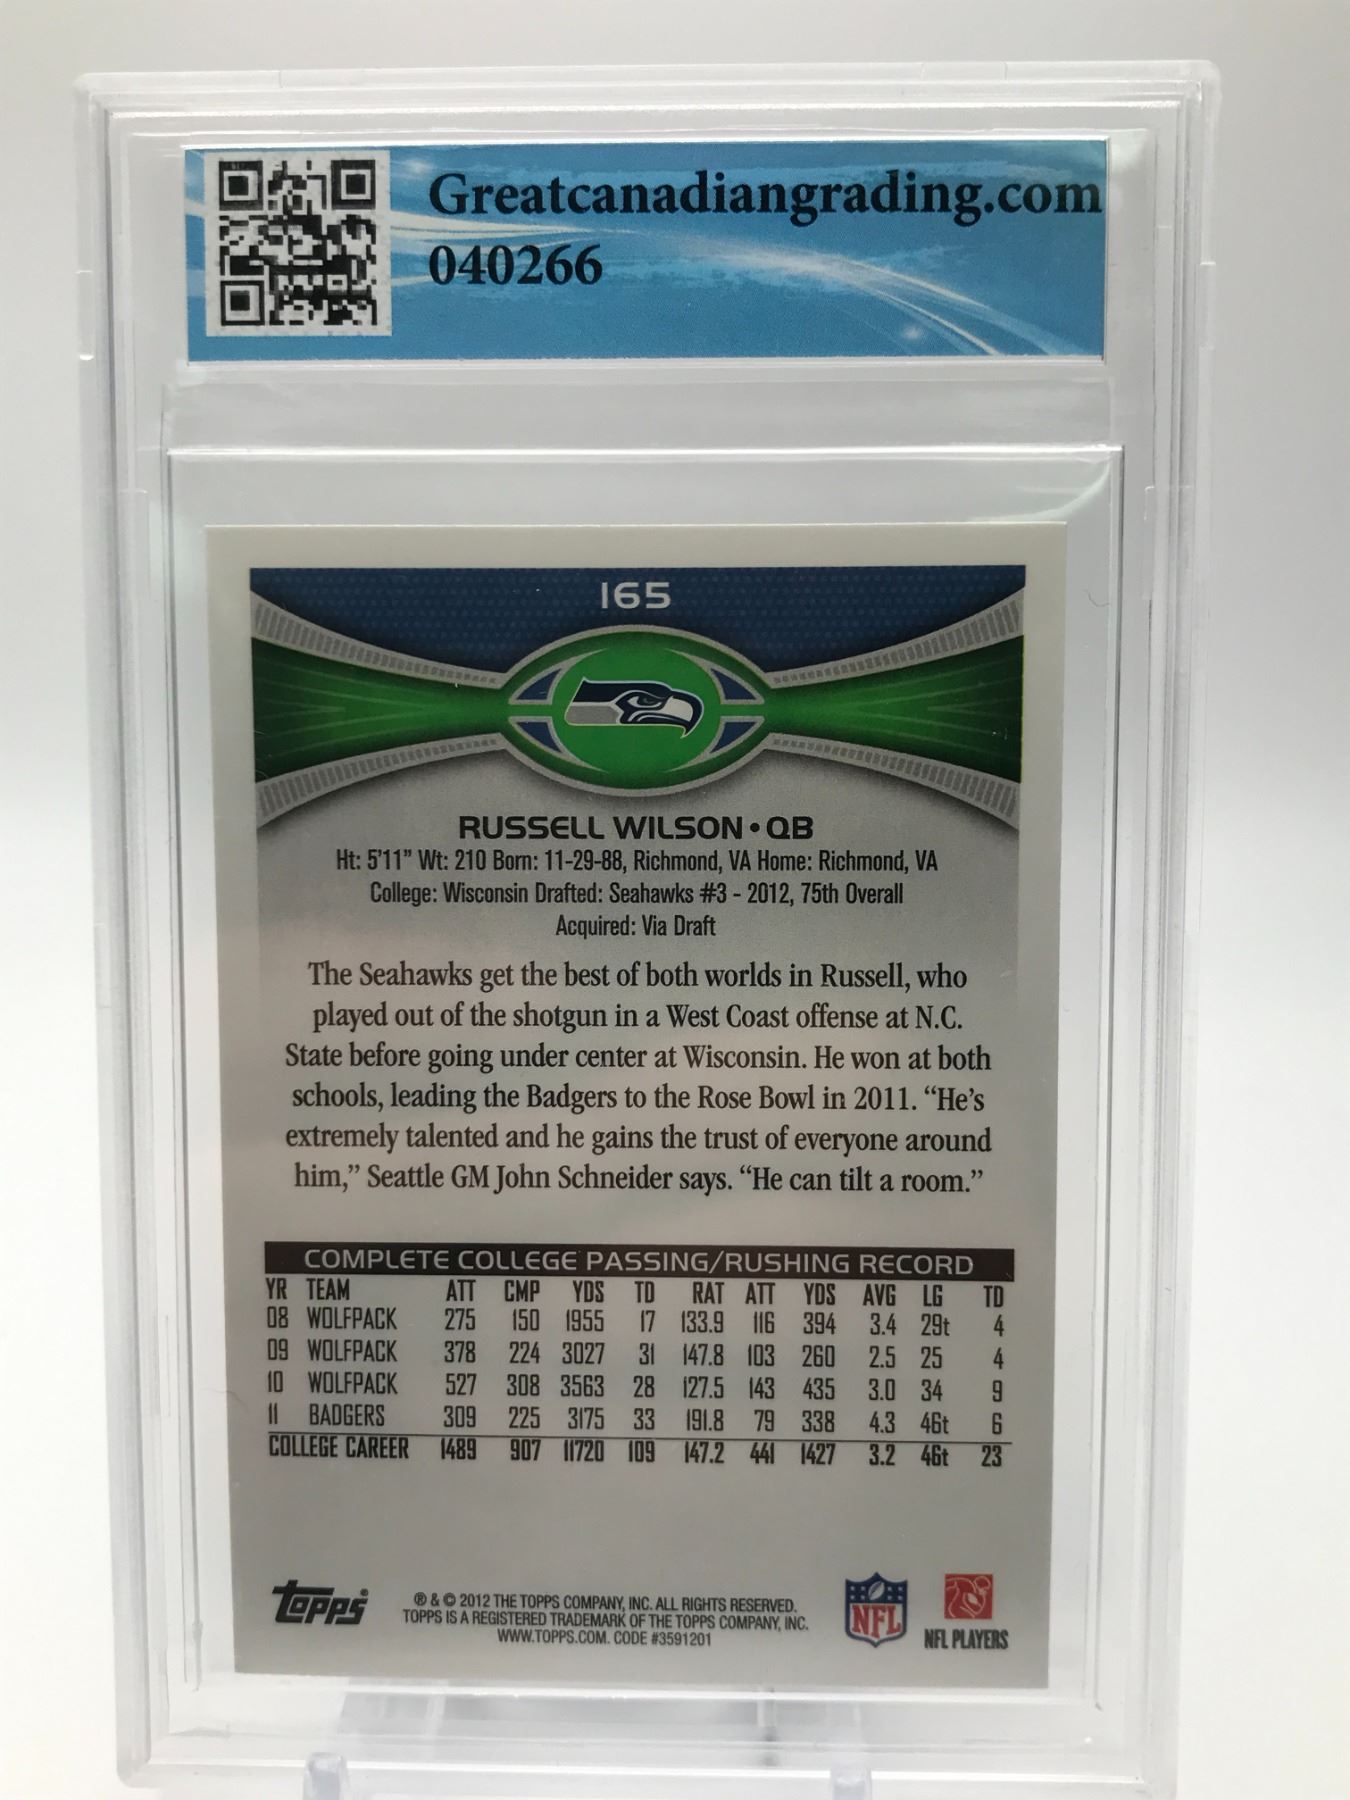 Greatcanadiangrading.com
040266
165
RUSSELL WILSON • QB
Ht: 5'11" Wt: 210 Born: 11-29-88, Richmond, VA Home: Richmond, VA
College: Wisconsin Drafted: Seahawks #3 - 2012, 75th Overall
Acquired: Via Draft
The Seahawks get the best of both worlds in Russell, who
played out of the shotgun in a West Coast offense at N.C.
State before going under center at Wisconsin. He won at both
schools, leading the Badgers to the Rose Bowl in 2011. “He’s
extremely talented and he gains the trust of everyone around
him,” Seattle GM John Schneider says. “He can tilt a room.”
COMPLETE COLLEGE PASSING/RUSHING RECORD
YR TEAM ATT CMP YDS TD RAT ATT YDS AVG LG TD
08 WOLFPACK 275 150 1955 17 133.9 116 394 3.4 29t 4
09 WOLFPACK 378 224 3027 31 147.8 103 260 2.5 25 4
10 WOLFPACK 527 308 3563 28 127.5 143 435 3.0 34 9
11 BADGERS 309 225 3175 33 191.8 79 338 4.3 46t 6
COLLEGE CAREER 1489 907 11720 109 147.2 441 1427 3.2 46t 23
Topps®
® & © 2012 THE TOPPS COMPANY, INC. ALL RIGHTS RESERVED.
TOPPS IS A REGISTERED TRADEMARK OF THE TOPPS COMPANY, INC.
WWW.TOPPS.COM. CODE #3591201
NFL
NFL PLAYERS